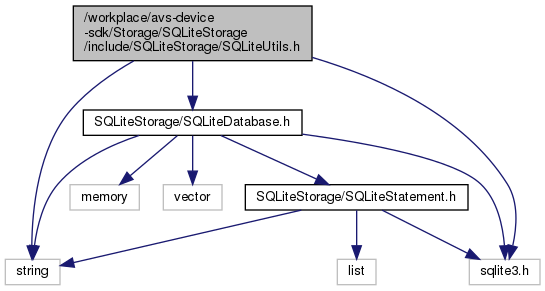 /workplace/avs-device
-sdk/Storage/SQLiteStorage
/include/SQLiteStorage/SQLiteUtils.h
SQLiteStorage/SQLiteDatabase.h
memory
vector
SQLiteStorage/SQLiteStatement.h
string
list
sqlite3.h